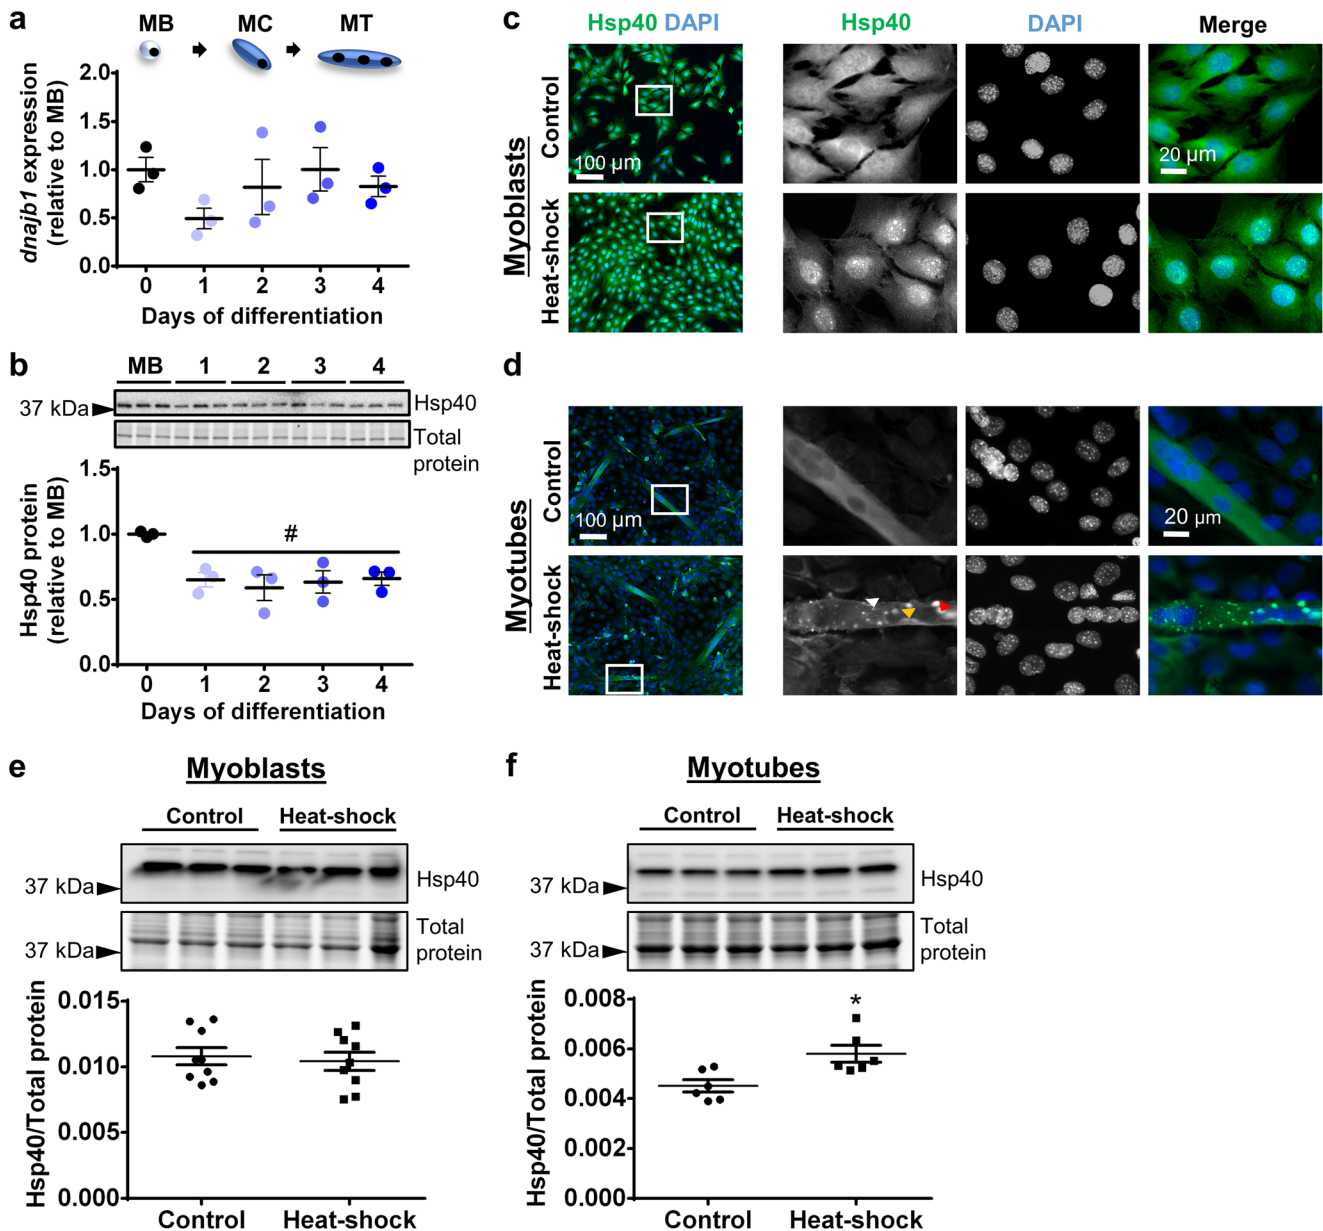 a
MB MC MT
dnajb1 expression
(relative to MB)
2.0
1.5
1.0
0.5
0.0
0 1 2 3 4
Days of differentiation
b
MB 1 2 3 4
37 kDa
Hsp40
Total
protein
Hsp40 protein
(relative to MB)
1.5
1.0
0.5
0.0
#
0 1 2 3 4
Days of differentiation
c
Hsp40 DAPI
Hsp40
DAPI
Merge
Myoblasts
Control
Heat-shock
100 µm
20 µm
d
Myotubes
Control
Heat-shock
100 µm
20 µm
e
Myoblasts
Control Heat-shock
37 kDa
Hsp40
37 kDa
Total
protein
Hsp40/Total protein
0.015
0.010
0.005
0.000
Control Heat-shock
f
Myotubes
Control Heat-shock
37 kDa
Hsp40
37 kDa
Total
protein
Hsp40/Total protein
0.008
0.006
0.004
0.002
0.000
*
Control Heat-shock